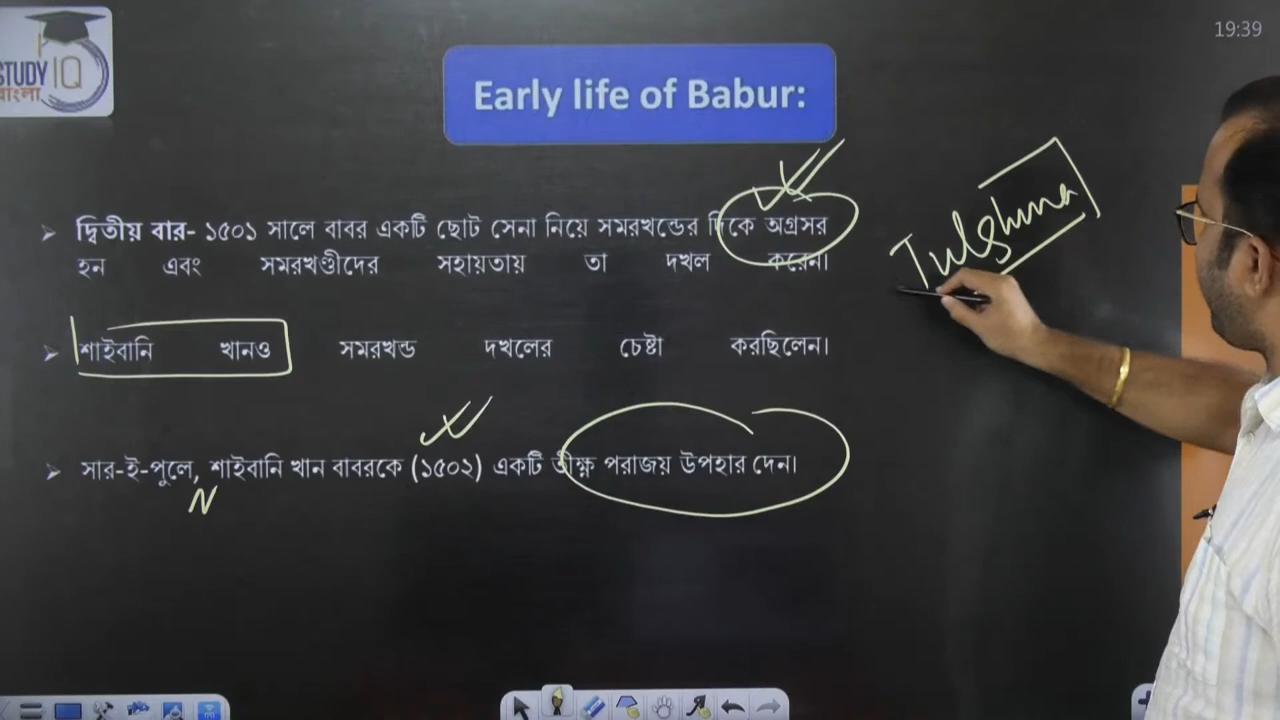 19:39
STUDY IQ
বাংলা
Early life of Babur:
➤ দ্বিতীয় বার- ১৫০১ সালে বাবর একটি ছোট সেনা নিয়ে সমরখন্ডের দিকে অগ্রসর
হন এবং সমরখণ্ডীদের সহায়তায় তা দখল করেন।
Tulghma
➤ শাইবানি খানও সমরখন্ড দখলের চেষ্টা করছিলেন।
➤ সার-ই-পুলে, শাইবানি খান বাবরকে (১৫০২) একটি তীক্ষ্ণ পরাজয় উপহার দেন।
N